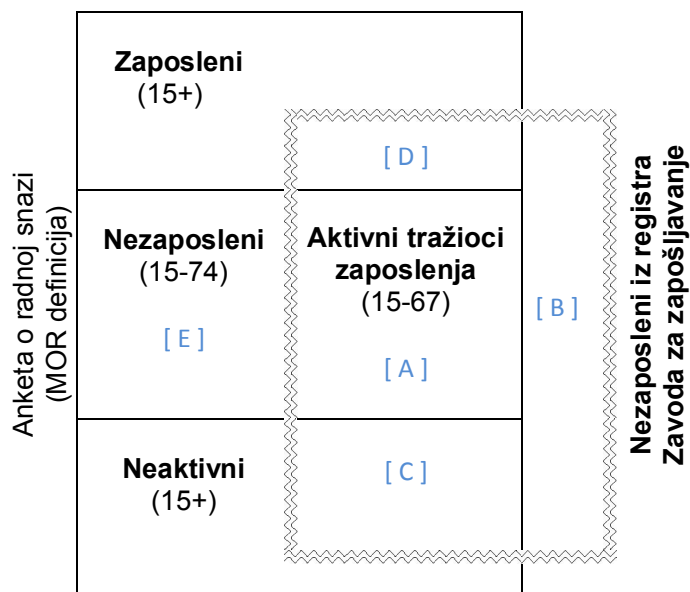 Anketa o radnoj snazi
(MOR definicija)
Zaposleni
(15+)
[ D ]
Nezaposleni
(15-74)
[ E ]
Aktivni tražioci
zaposlenja
(15-67)
[ A ]
[ B ]
Neaktivni
(15+)
[ C ]
Nezaposleni iz registra
Zavoda za zapošljavanje